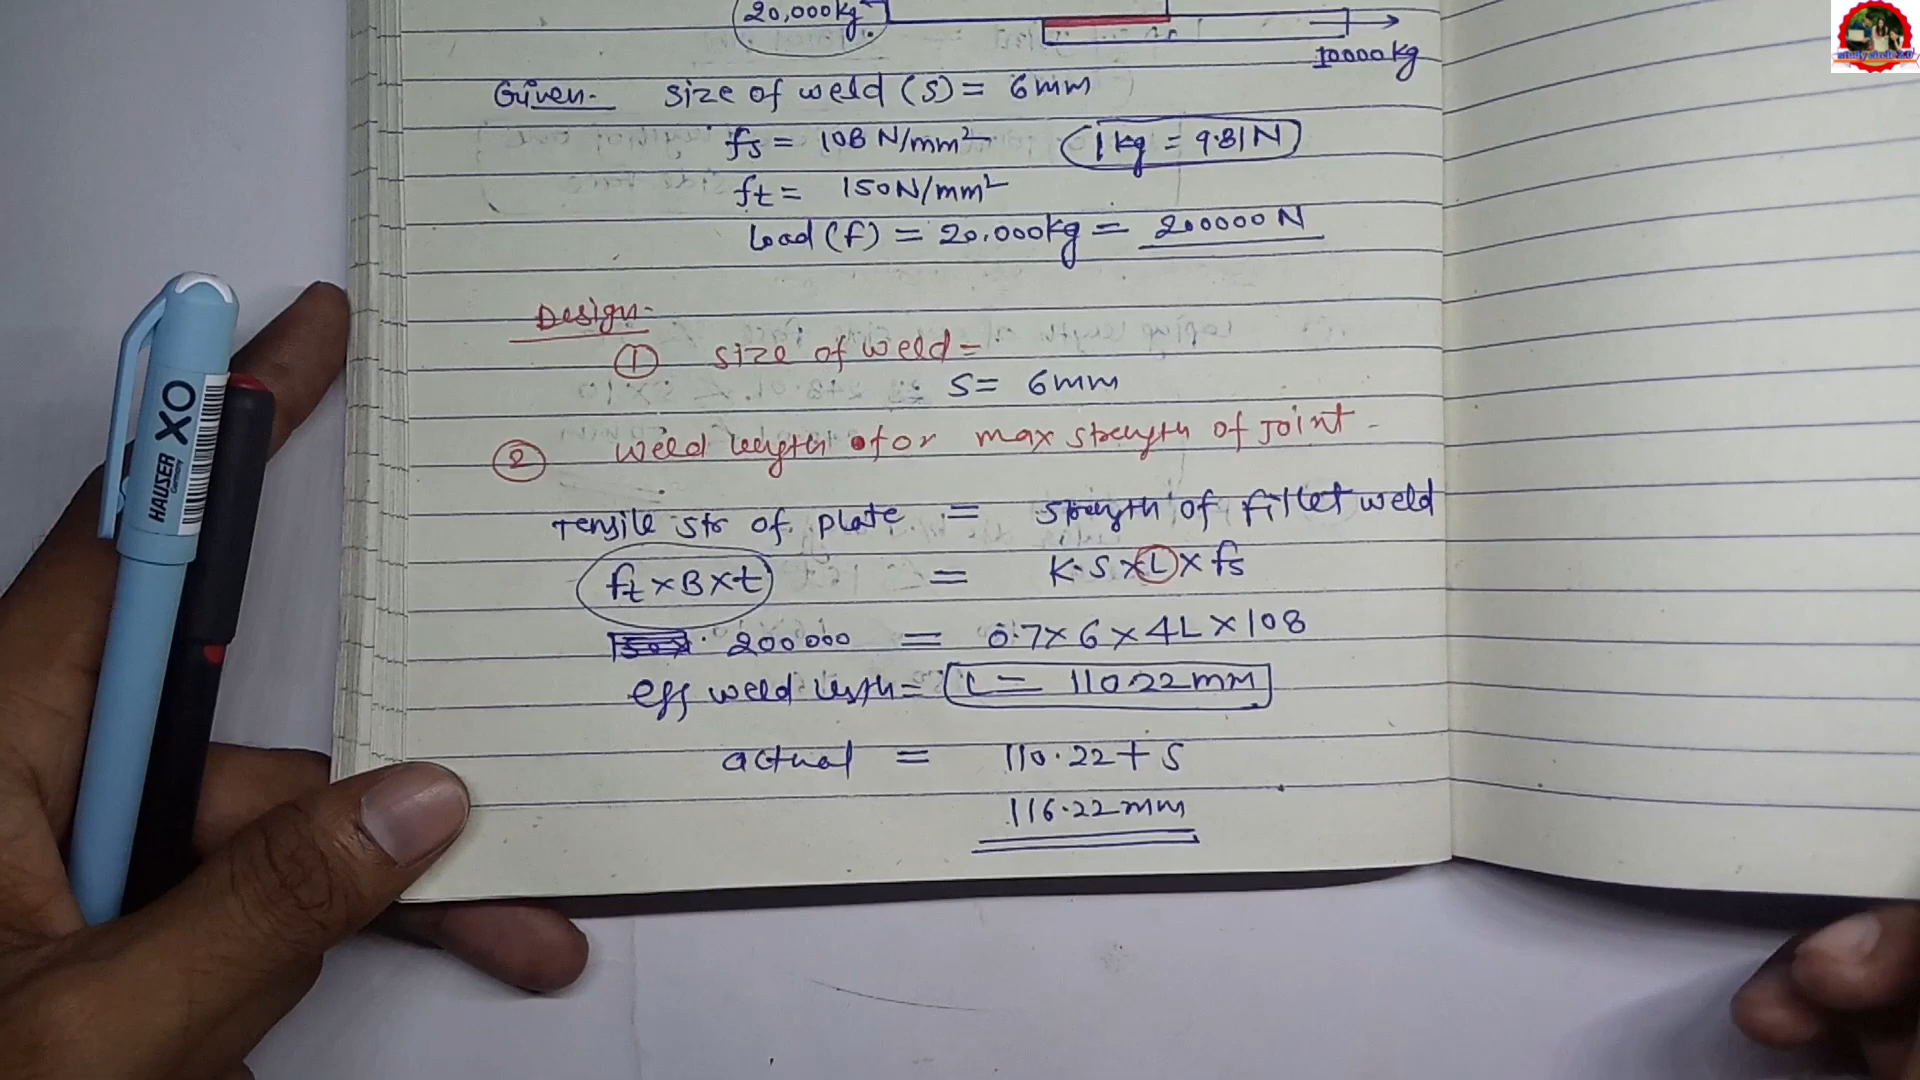 20,000kg
10000kg
Given- size of weld (s) = 6mm
fs = 108 N/mm² (1kg = 9.81N)
ft = 150N/mm²
Load (f) = 20,000kg = 200000 N
Design-
① size of weld=
S= 6mm
② weld length for max strength of joint-
Tensile str of plate = strength of fillet weld
ft x B x t = K.S x L x fs
200000 = 0.7x 6 x 4L x 108
eff weld = L = 110.22mm
actual = 110.22 + S
116.22mm
HAUSER XO
Germany